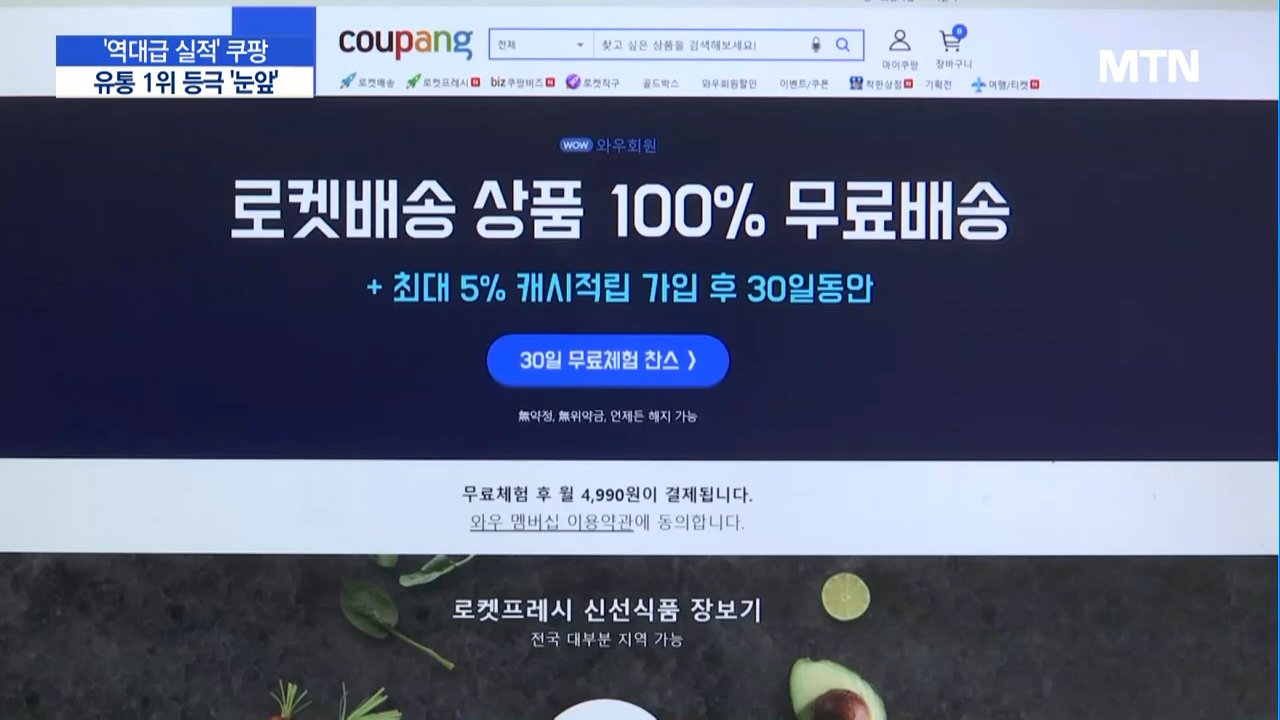 '역대급 실적' 쿠팡
유통 1위 등극 '눈앞'
MTN
coupang
전체
찾고 싶은 상품을 검색해보세요!
마이쿠팡
0
장바구니
로켓배송 로켓프레시 N biz 쿠팡비즈 N 로켓직구 골드박스 와우회원할인 이벤트/쿠폰 착한상점 N 기획전 여행/티켓 N
WOW 와우회원
로켓배송 상품 100% 무료배송
+ 최대 5% 캐시적립 가입 후 30일동안
30일 무료체험 찬스 >
無약정, 無위약금, 언제든 해지 가능
무료체험 후 월 4,990원이 결제됩니다.
와우 멤버십 이용약관에 동의합니다.
로켓프레시 신선식품 장보기
전국 대부분 지역 가능